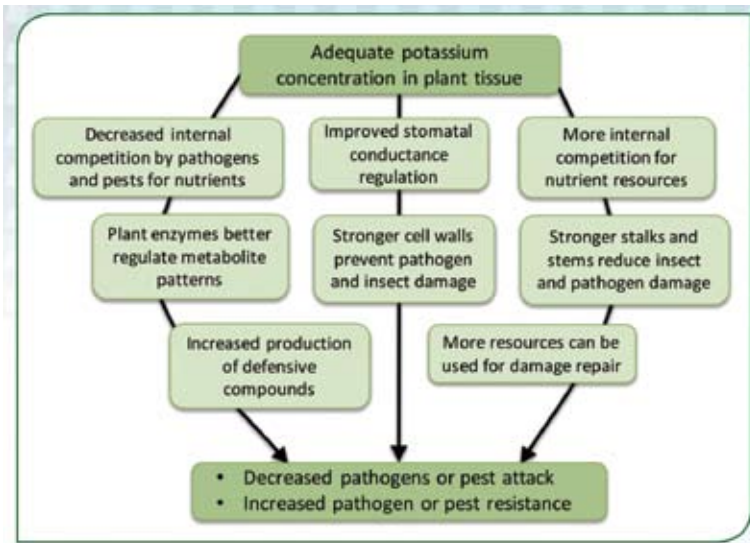 Adequate potassium
concentration in plant tissue
Decreased internal
competition by pathogens
and pests for nutrients
Improved stomatal
conductance
regulation
More internal
competition for
nutrient resources
Plant enzymes better
regulate metabolite
patterns
Stronger cell walls
prevent pathogen
and insect damage
Stronger stalks and
stems reduce insect
and pathogen damage
Increased production
of defensive
compounds
More resources can be
used for damage repair
• Decreased pathogens or pest attack
• Increased pathogen or pest resistance